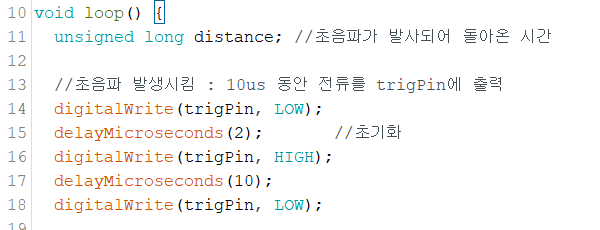 10 void loop() {
11 unsigned long distance; //초음파가 발사되어 돌아온 시간
12
13 //초음파 발생시킴 : 10us 동안 전류를 trigPin에 출력
14 digitalWrite(trigPin, LOW);
15 delayMicroseconds(2); //초기화
16 digitalWrite(trigPin, HIGH);
17 delayMicroseconds(10);
18 digitalWrite(trigPin, LOW);
19